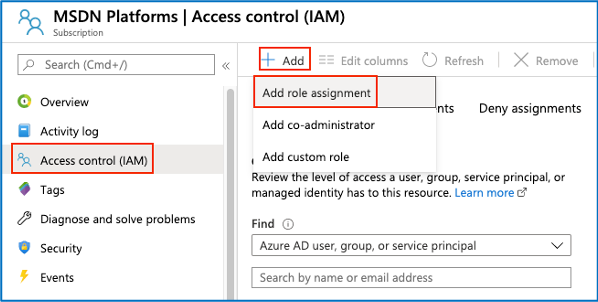 MSDN Platforms | Access control (IAM)
Subscription
Search (Cmd+/)
«
Overview
Activity log
Access control (IAM)
Tags
Diagnose and solve problems
Security
Events
+ Add
Edit columns
Refresh
Remove
Add role assignment
Add co-administrator
Add custom role
Deny assignments
Review the level of access a user, group, service principal, or
managed identity has to this resource. Learn more
Find
Azure AD user, group, or service principal
Search by name or email address